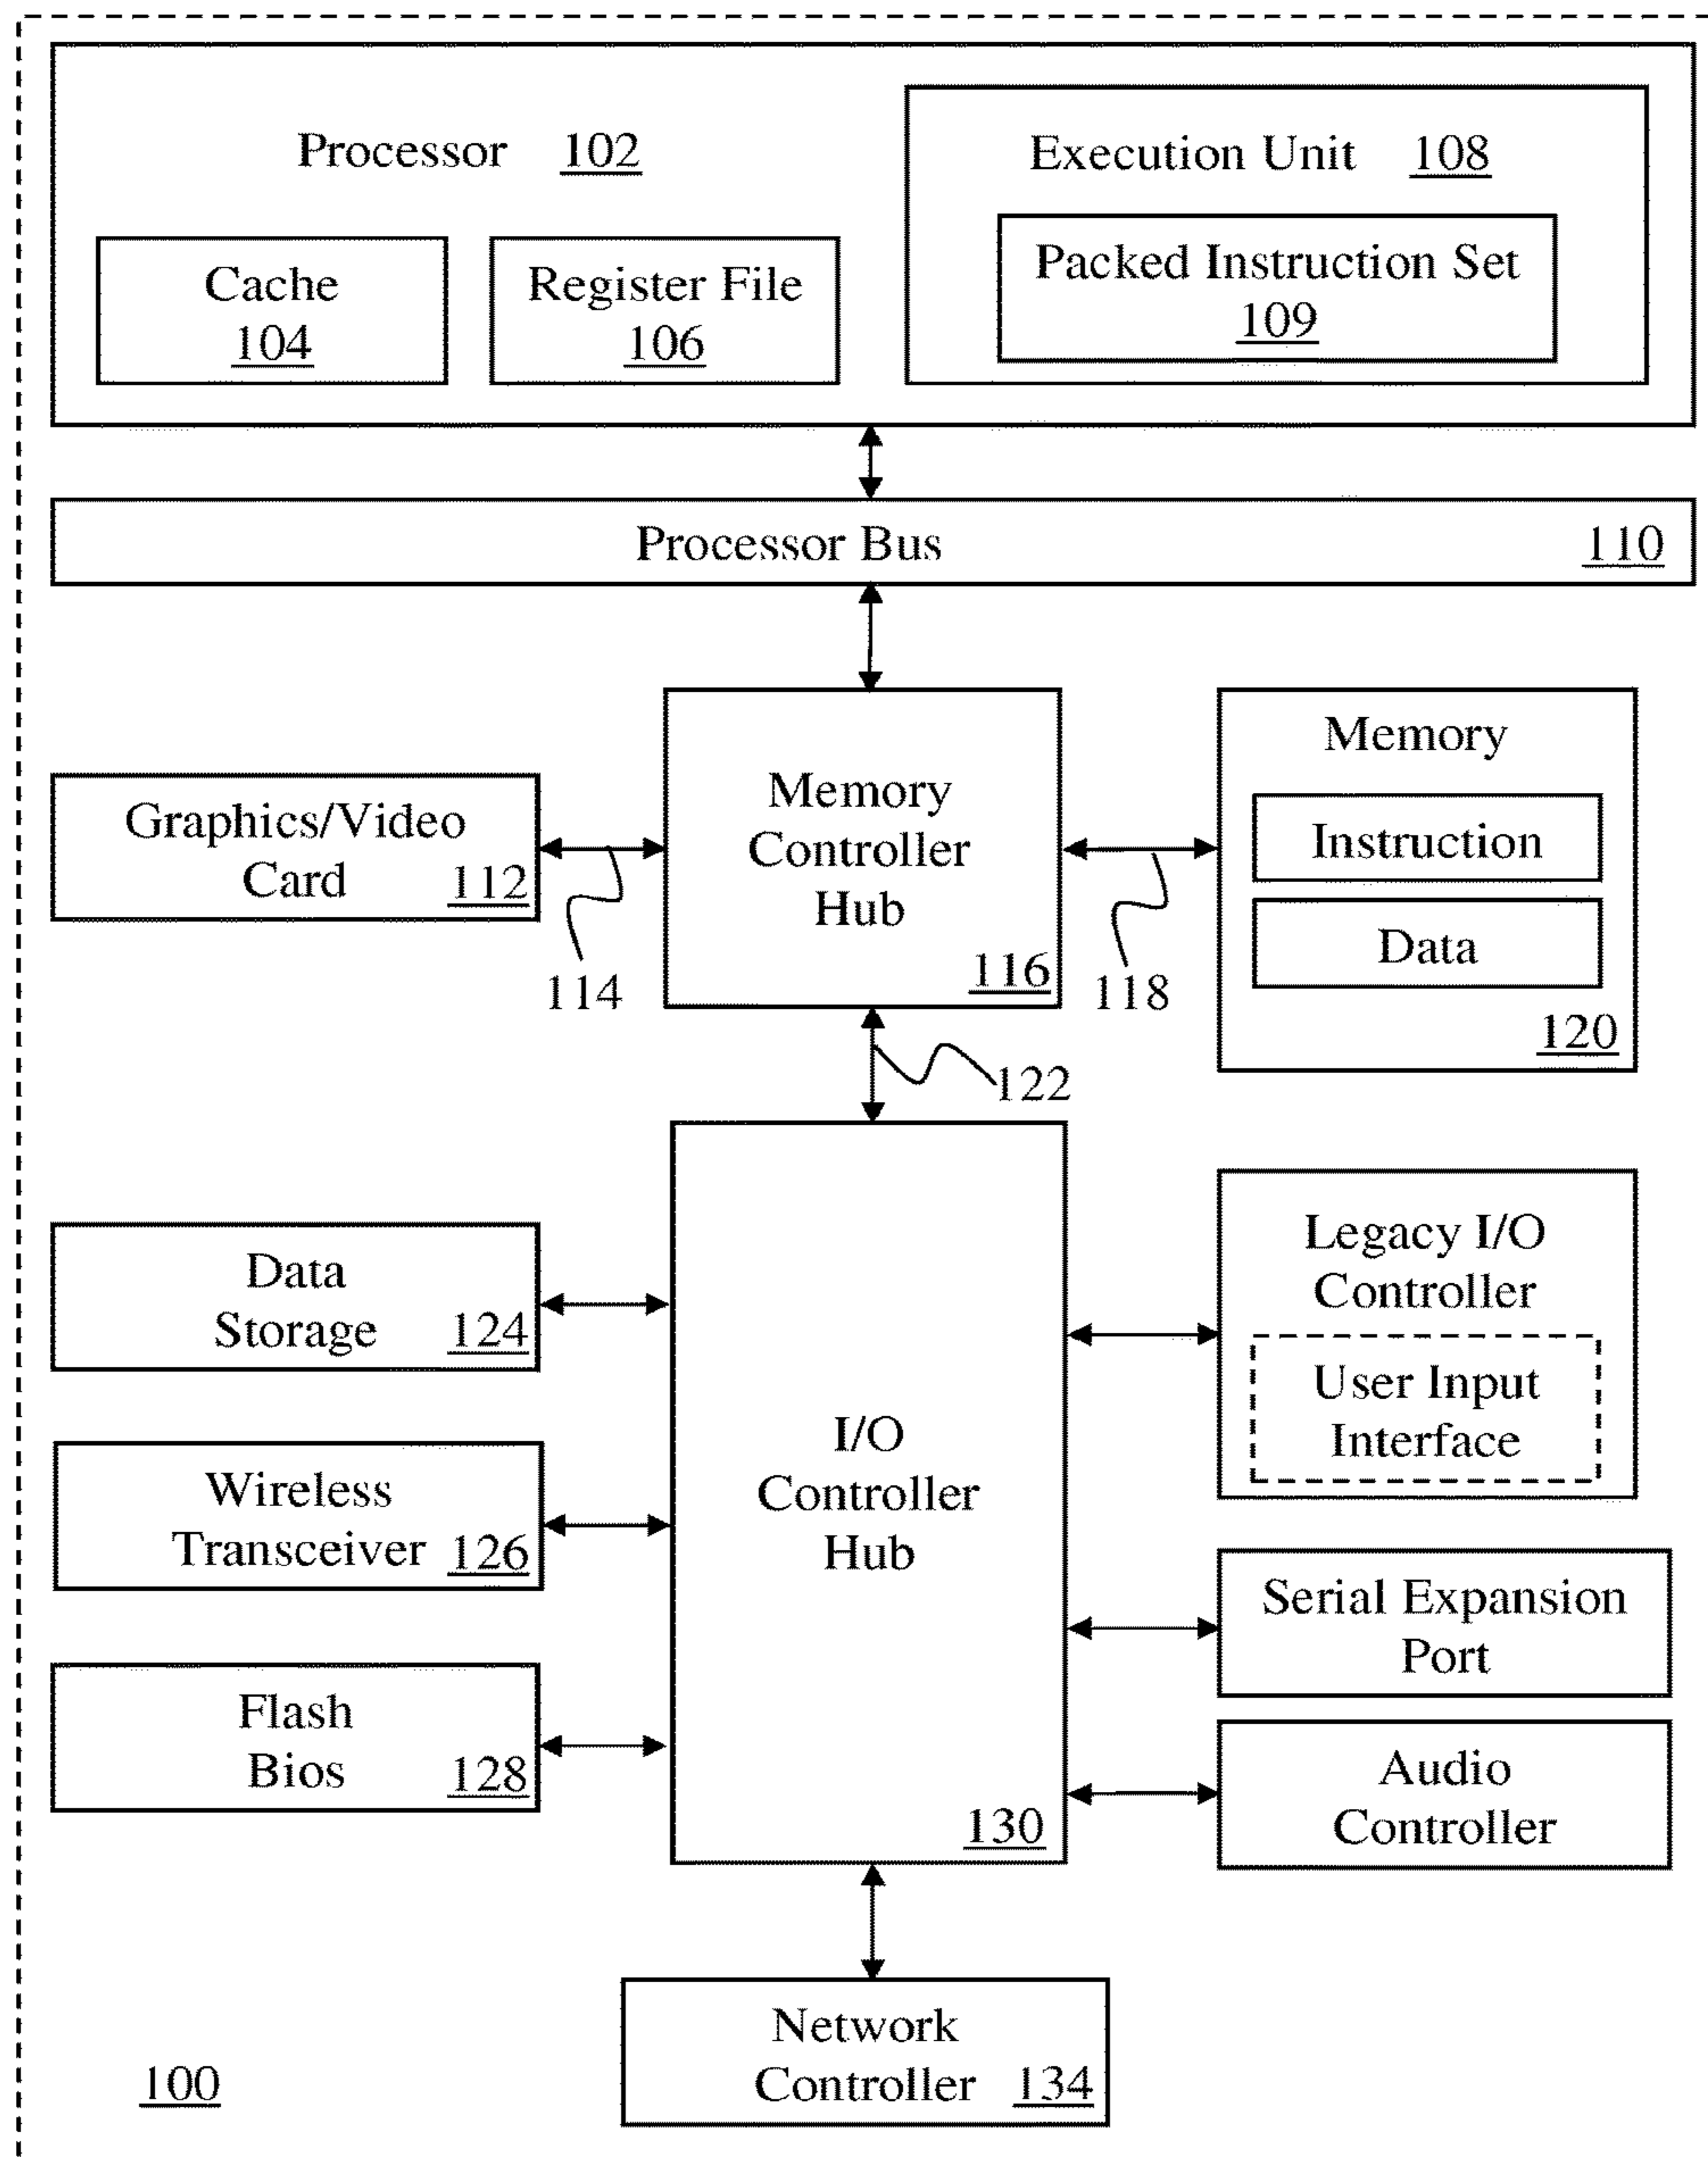 Processor 102
Execution Unit 108
Packed Instruction Set
109
Cache
104
Register File
106
Processor Bus 110
Graphics/Video
Card 112
114
Memory
Controller
Hub
116
118
Memory
Instruction
Data
120
122
Data
Storage 124
Wireless
Transceiver 126
Flash
Bios 128
I/O
Controller
Hub
130
Legacy I/O
Controller
User Input
Interface
Serial Expansion
Port
Audio
Controller
Network
Controller 134
100